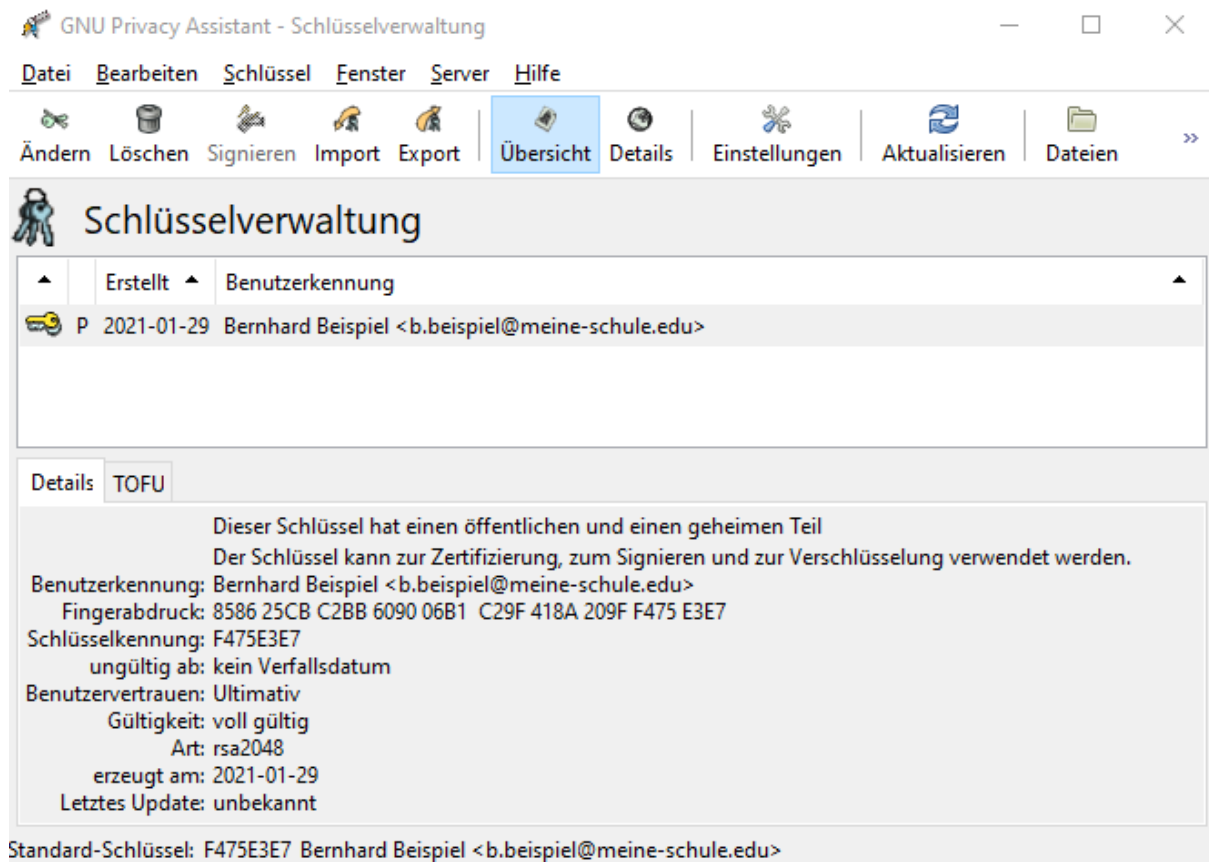 GNU Privacy Assistant - Schlüsselverwaltung
Datei Bearbeiten Schlüssel Fenster Server Hilfe
Ändern Löschen Signieren Import Export Übersicht Details Einstellungen Aktualisieren Dateien »
Schlüsselverwaltung
Erstellt Benutzerkennung
P 2021-01-29 Bernhard Beispiel <b.beispiel@meine-schule.edu>
Details TOFU
Dieser Schlüssel hat einen öffentlichen und einen geheimen Teil
Der Schlüssel kann zur Zertifizierung, zum Signieren und zur Verschlüsselung verwendet werden.
Benutzerkennung: Bernhard Beispiel <b.beispiel@meine-schule.edu>
Fingerabdruck: 8586 25CB C2BB 6090 06B1  C29F 418A 209F F475 E3E7
Schlüsselkennung: F475E3E7
ungültig ab: kein Verfallsdatum
Benutzervertrauen: Ultimativ
Gültigkeit: voll gültig
Art: rsa2048
erzeugt am: 2021-01-29
Letztes Update: unbekannt
Standard-Schlüssel: F475E3E7 Bernhard Beispiel <b.beispiel@meine-schule.edu>